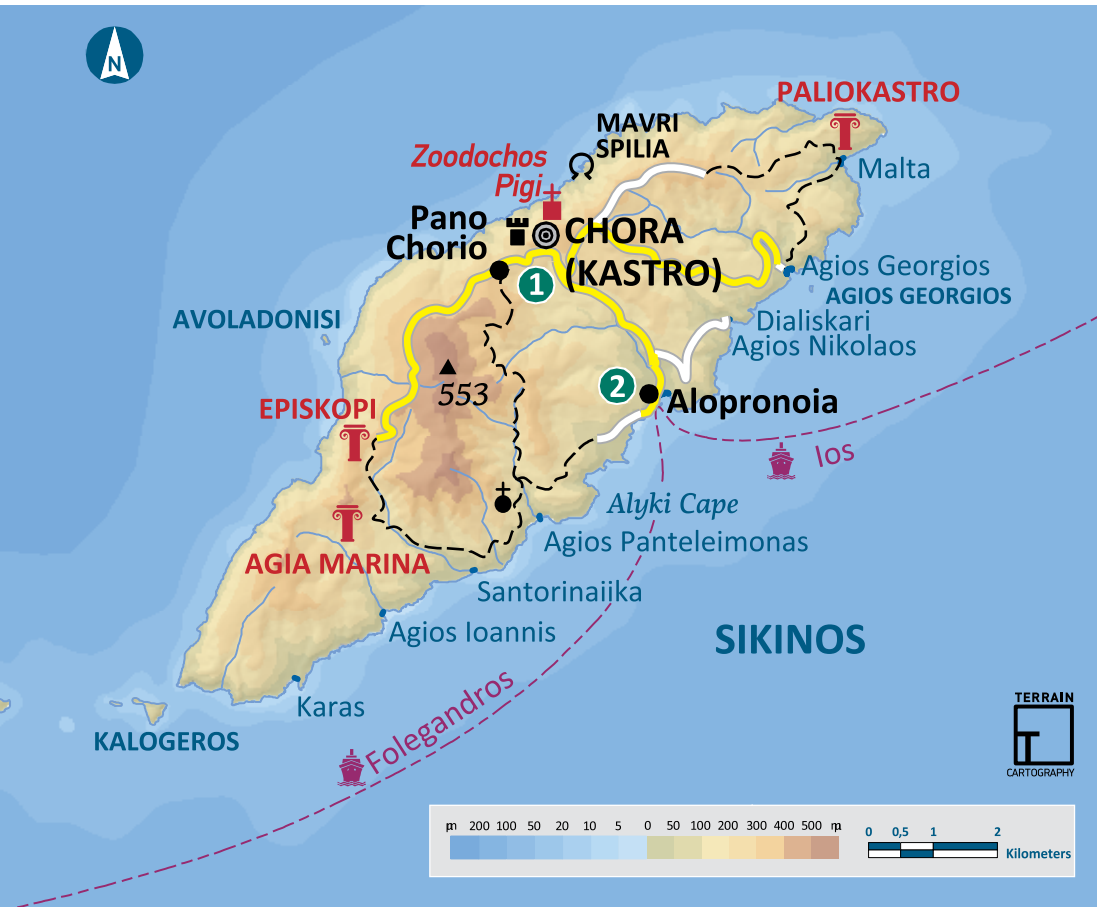 N
PALIOKASTRO
MAVRI
SPILIA
Zoodochos
Pigi
Malta
Pano
Chorio
CHORA
(KASTRO)
1
Agios Georgios
AGIOS GEORGIOS
AVOLADONISI
Dialiskari
Agios Nikolaos
553
2
Alopronoia
EPISKOPI
Ios
Alyki Cape
Agios Panteleimonas
AGIA MARINA
Santorinaiika
Agios Ioannis
SIKINOS
Karas
Folegandros
KALOGEROS
TERRAIN
T
CARTOGRAPHY
m 200 100 50 20 10 5 0 50 100 200 300 400 500 m
0 0,5 1 2
Kilometers